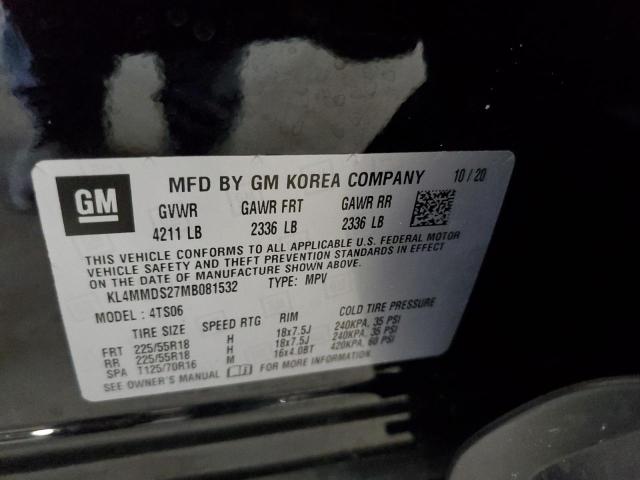 GM
MFD BY GM KOREA COMPANY 10/20
GVWR GAWR FRT GAWR RR
4211 LB 2336 LB 2336 LB
THIS VEHICLE CONFORMS TO ALL APPLICABLE U.S. FEDERAL MOTOR
VEHICLE SAFETY AND THEFT PREVENTION STANDARDS IN EFFECT
ON THE DATE OF MANUFACTURE SHOWN ABOVE.
KL4MMDS27MB081532 TYPE: MPV
MODEL: 4TS06
TIRE SIZE SPEED RTG RIM COLD TIRE PRESSURE
FRT 225/55R18 H 18x7.5J 240KPA, 35 PSI
RR 225/55R18 H 18x7.5J 240KPA, 35 PSI
SPA T125/70R16 M 16x4.0BT 420KPA, 60 PSI
SEE OWNER'S MANUAL FOR MORE INFORMATION